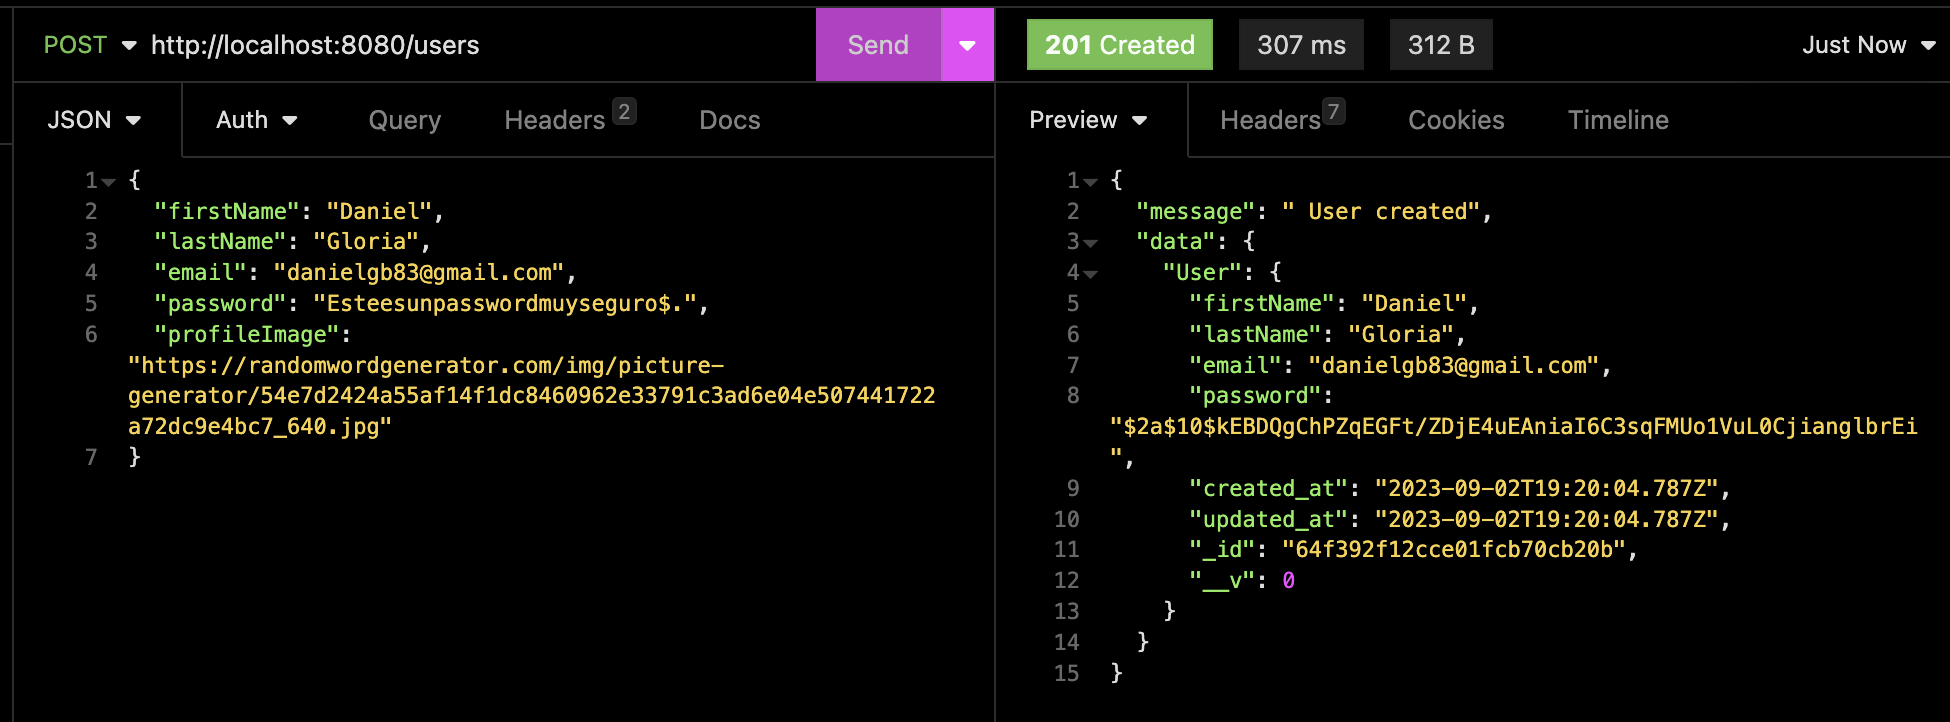 POST http://localhost:8080/users Send
JSON Auth Query Headers 2 Docs
1 {
2 "firstName": "Daniel",
3 "lastName": "Gloria",
4 "email": "danielgb83@gmail.com",
5 "password": "Esteesunpasswordmuyseguro$.",
6 "profileImage":
"https://randomwordgenerator.com/img/picture-
generator/54e7d2424a55af14f1dc8460962e33791c3ad6e04e507441722
a72dc9e4bc7_640.jpg"
7 }
201 Created 307 ms 312 B Just Now
Preview Headers 7 Cookies Timeline
1 {
2 "message": " User created",
3 "data": {
4 "User": {
5 "firstName": "Daniel",
6 "lastName": "Gloria",
7 "email": "danielgb83@gmail.com",
8 "password":
"$2a$10$kEBDQgChPZqEGFt/ZDjE4uEAniaI6C3sqFMUo1VuL0CjianglbrEi
",
9 "created_at": "2023-09-02T19:20:04.787Z",
10 "updated_at": "2023-09-02T19:20:04.787Z",
11 "_id": "64f392f12cce01fcb70cb20b",
12 "__v": 0
13 }
14 }
15 }